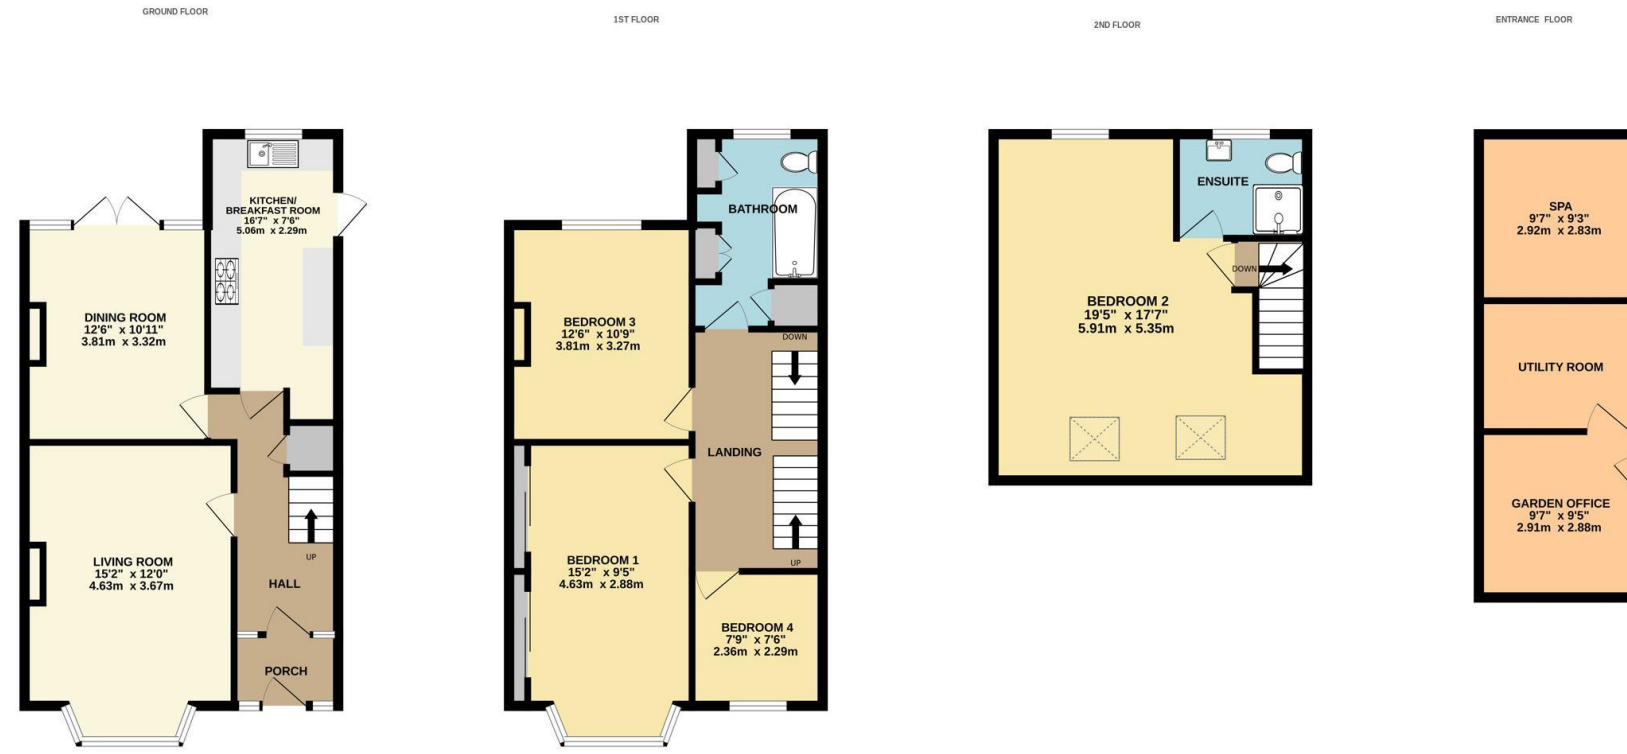 GROUND FLOOR
1ST FLOOR
2ND FLOOR
ENTRANCE FLOOR
KITCHEN/
BREAKFAST ROOM
16'7" x 7'6"
5.06m x 2.29m
DINING ROOM
12'6" x 10'11"
3.81m x 3.32m
LIVING ROOM
15'2" x 12'0"
4.63m x 3.67m
UP
HALL
PORCH
BATHROOM
BEDROOM 3
12'6" x 10'9"
3.81m x 3.27m
DOWN
LANDING
BEDROOM 1
15'2" x 9'5"
4.63m x 2.88m
UP
BEDROOM 4
7'9" x 7'6"
2.36m x 2.29m
ENSUITE
DOWN
BEDROOM 2
19'5" x 17'7"
5.91m x 5.35m
SPA
9'7" x 9'3"
2.92m x 2.83m
UTILITY ROOM
GARDEN OFFICE
9'7" x 9'5"
2.91m x 2.88m